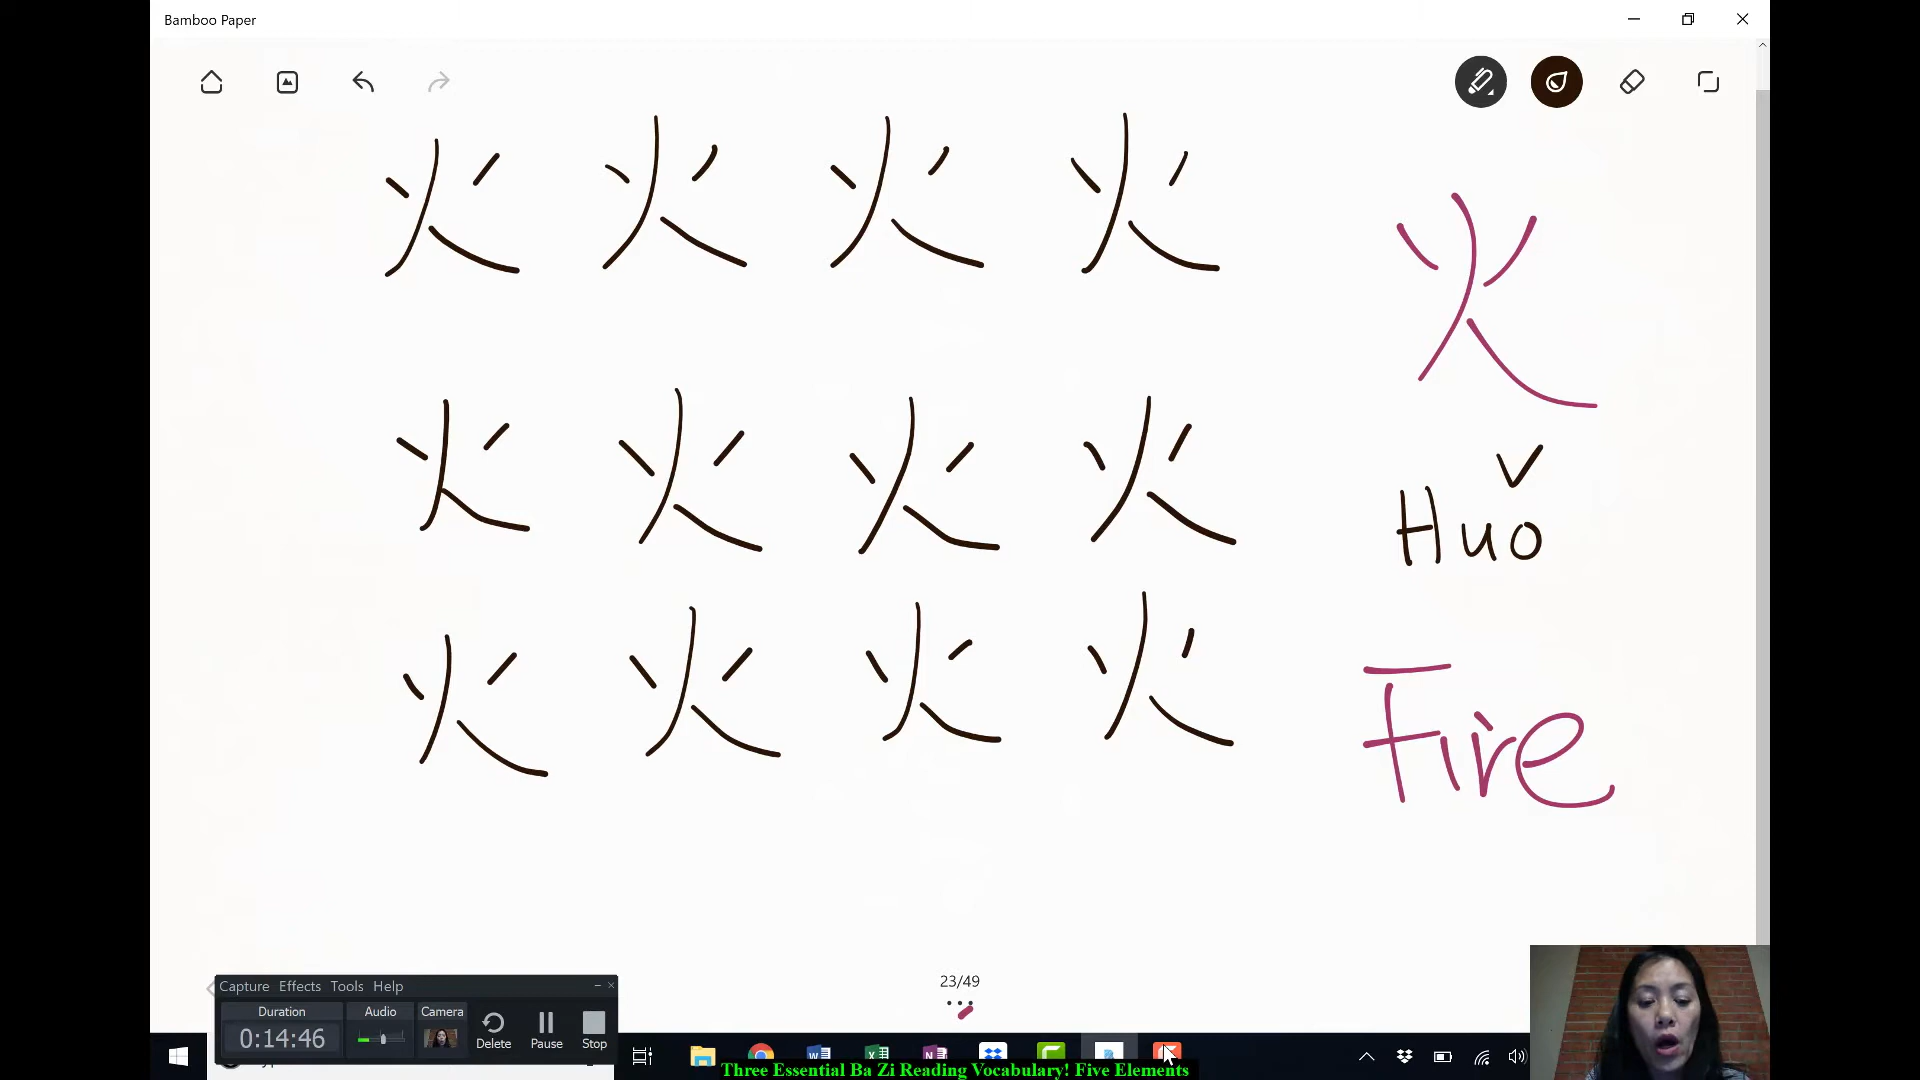 Bamboo Paper
火 火 火 火
火
火 火 火 火
Huǒ
火 火 火 火
Fire
23/49
Capture Effects Tools Help
Duration Audio Camera
0:14:46
Delete Pause Stop
Three Essential Ba Zi Reading Vocabulary! Five Elements